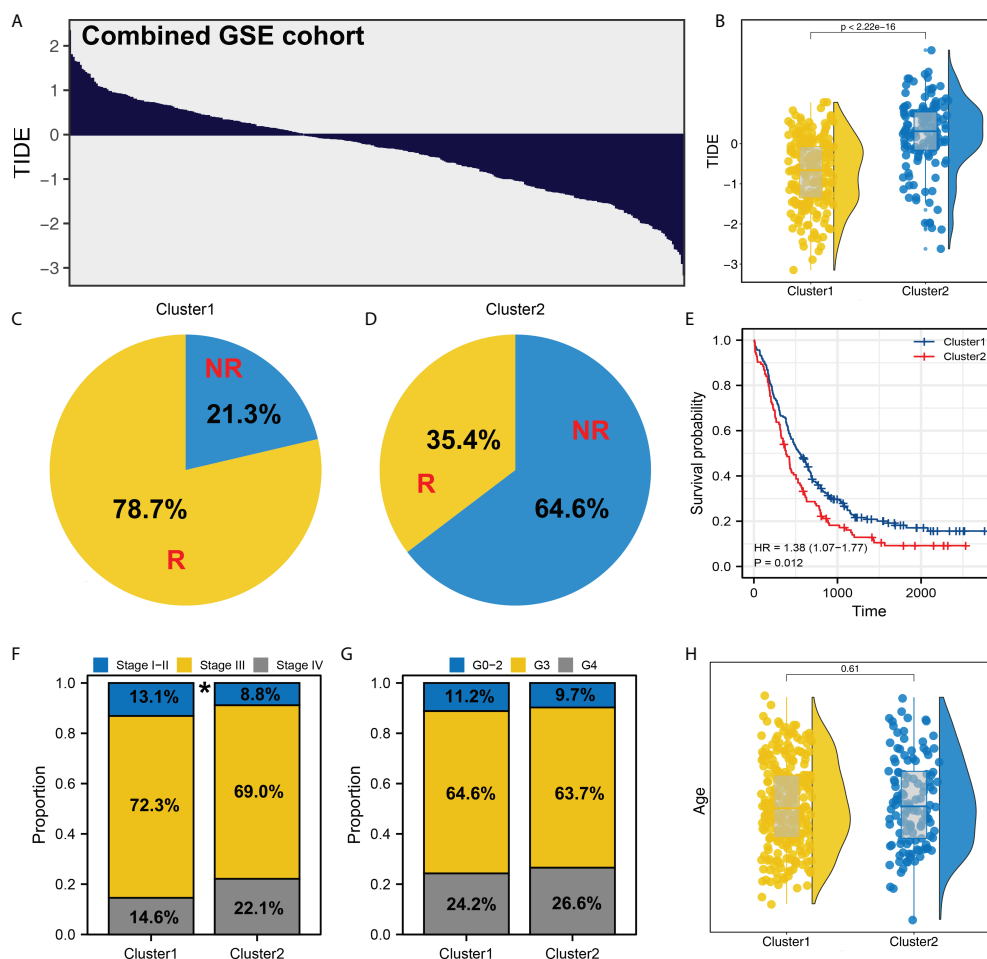 A
Combined GSE cohort
TIDE
2
1
0
−1
−2
−3
B
p < 2.22e−16
TIDE
0
−1
−2
−3
Cluster1
Cluster2
C
Cluster1
NR
21.3%
78.7%
R
D
Cluster2
35.4%
R
NR
64.6%
E
Survival probability
1.0
0.8
0.6
0.4
0.2
0.0
Cluster1
Cluster2
HR = 1.38 (1.07−1.77)
P = 0.012
0
1000
2000
Time
F
Stage I−II
Stage III
Stage IV
Proportion
1.0
0.8
0.6
0.4
0.2
0.0
*
13.1%
8.8%
72.3%
69.0%
14.6%
22.1%
Cluster1
Cluster2
G
G0−2
G3
G4
Proportion
1.0
0.8
0.6
0.4
0.2
0.0
11.2%
9.7%
64.6%
63.7%
24.2%
26.6%
Cluster1
Cluster2
H
0.61
Age
Cluster1
Cluster2